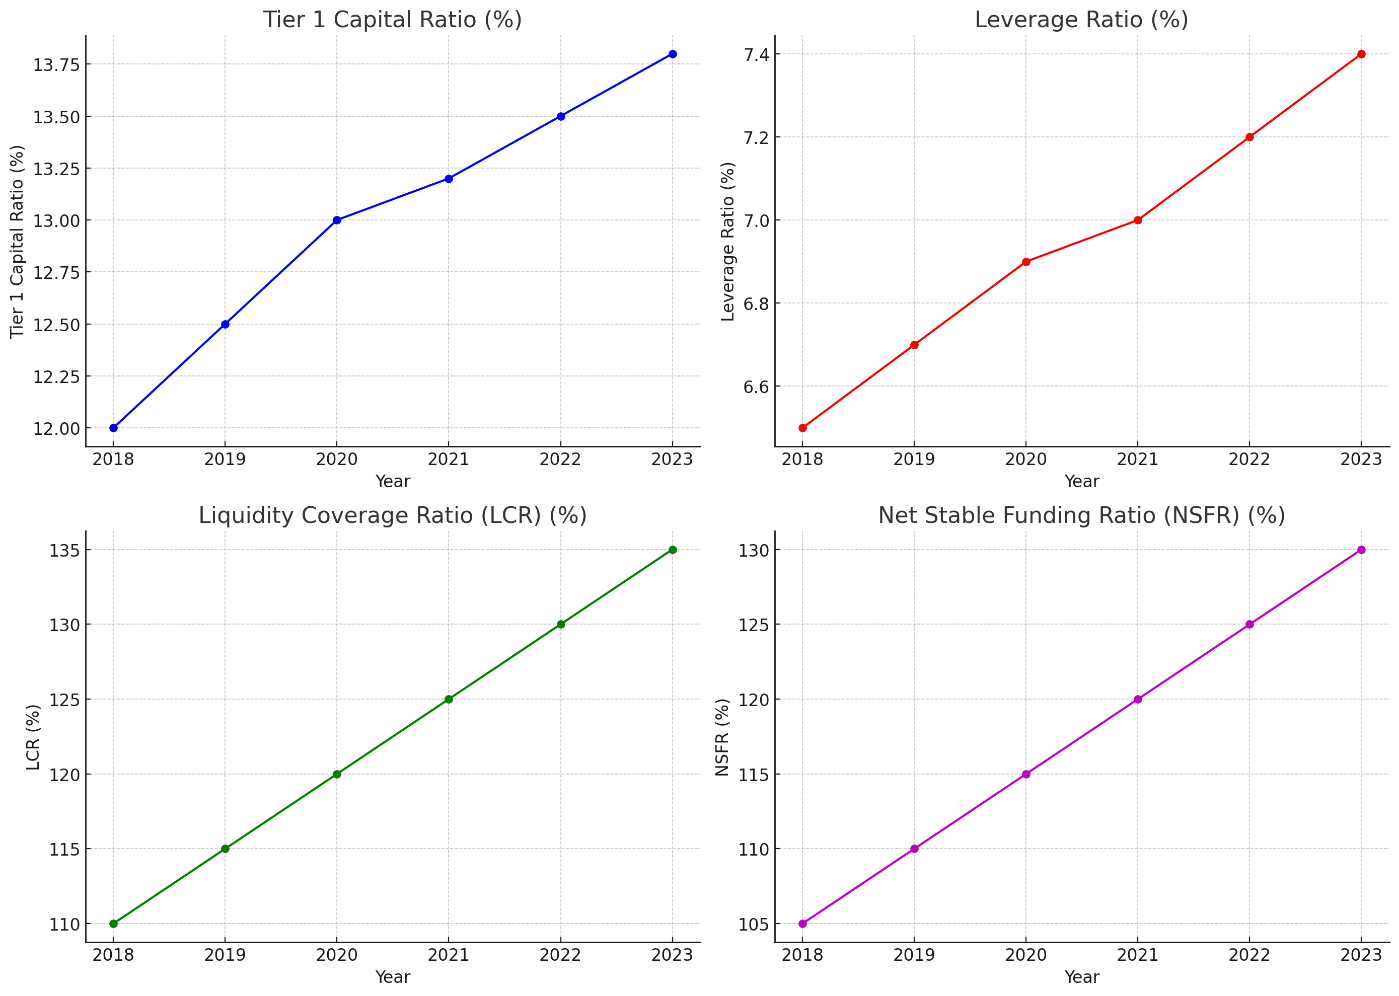 Tier 1 Capital Ratio (%)
Tier 1 Capital Ratio (%)
13.75
13.50
13.25
13.00
12.75
12.50
12.25
12.00
2018 2019 2020 2021 2022 2023
Year
Leverage Ratio (%)
Leverage Ratio (%)
7.4
7.2
7.0
6.8
6.6
2018 2019 2020 2021 2022 2023
Year
Liquidity Coverage Ratio (LCR) (%)
LCR (%)
135
130
125
120
115
110
2018 2019 2020 2021 2022 2023
Year
Net Stable Funding Ratio (NSFR) (%)
NSFR (%)
130
125
120
115
110
105
2018 2019 2020 2021 2022 2023
Year